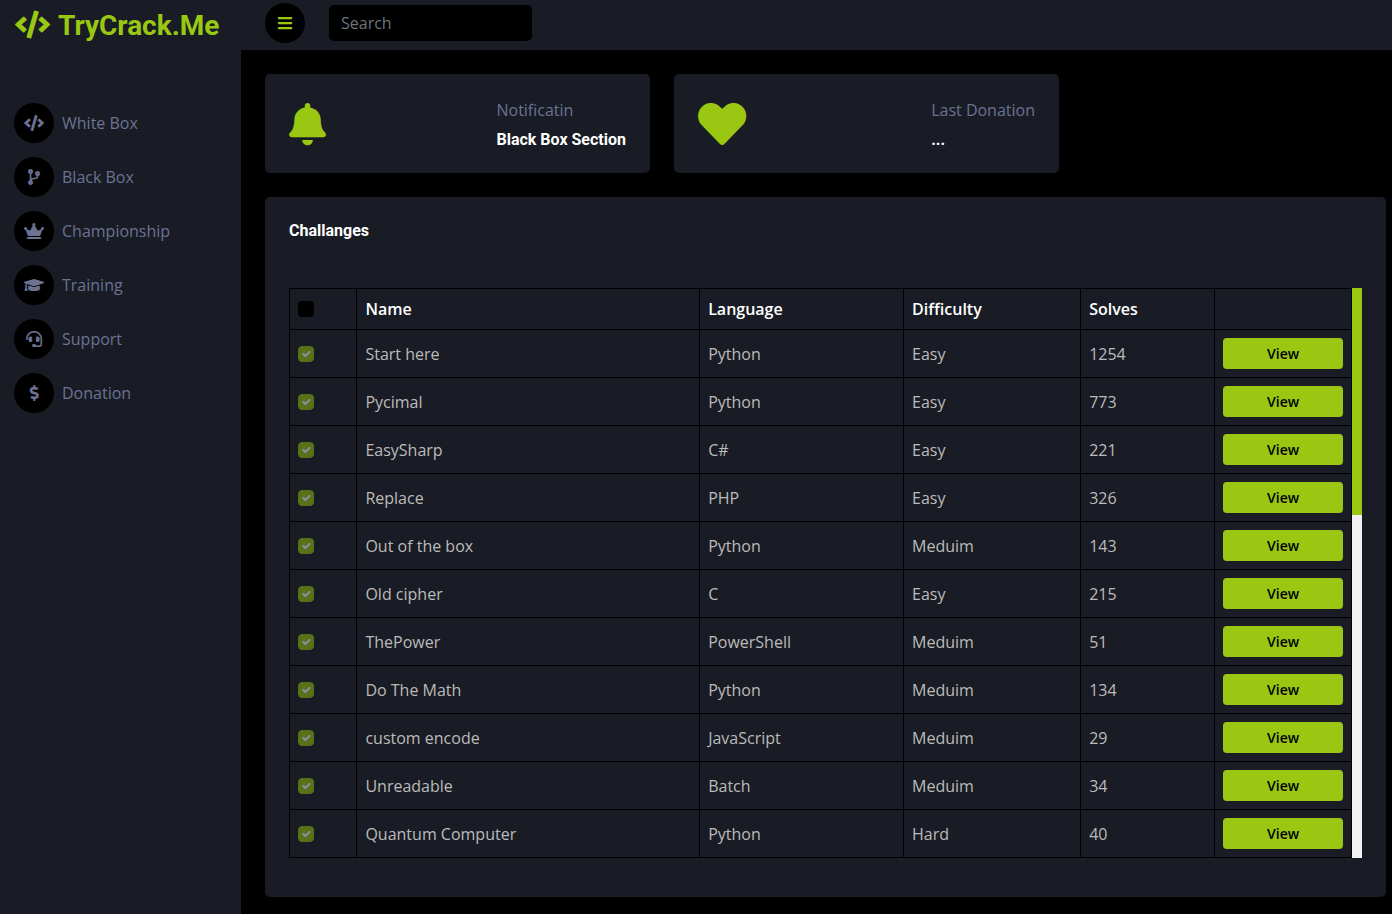 TryCrack.Me
Search
White Box
Black Box
Championship
Training
Support
Donation
Notificatin
Black Box Section
Last Donation
...
Challanges
Name Language Difficulty Solves
Start here Python Easy 1254 View
Pycimal Python Easy 773 View
EasySharp C# Easy 221 View
Replace PHP Easy 326 View
Out of the box Python Meduim 143 View
Old cipher C Easy 215 View
ThePower PowerShell Meduim 51 View
Do The Math Python Meduim 134 View
custom encode JavaScript Meduim 29 View
Unreadable Batch Meduim 34 View
Quantum Computer Python Hard 40 View